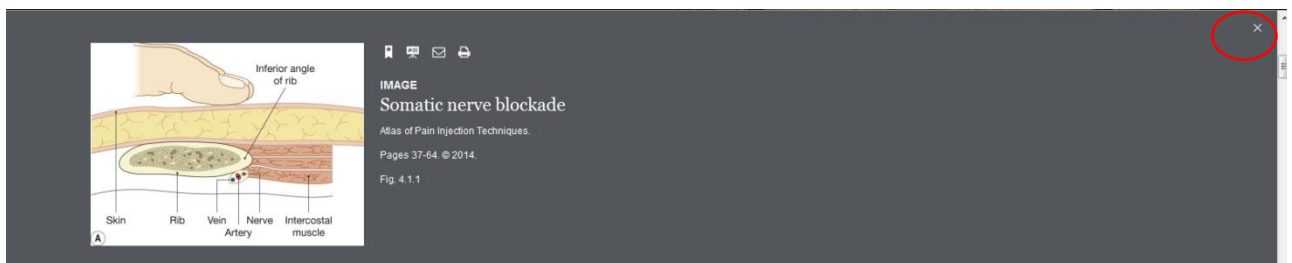 Inferior angle
of rib
Skin
Rib
Vein
Nerve
Intercostal
muscle
Artery
A
IMAGE
Somatic nerve blockade
Atlas of Pain Injection Techniques.
Pages 37-64. © 2014.
Fig. 4.1.1